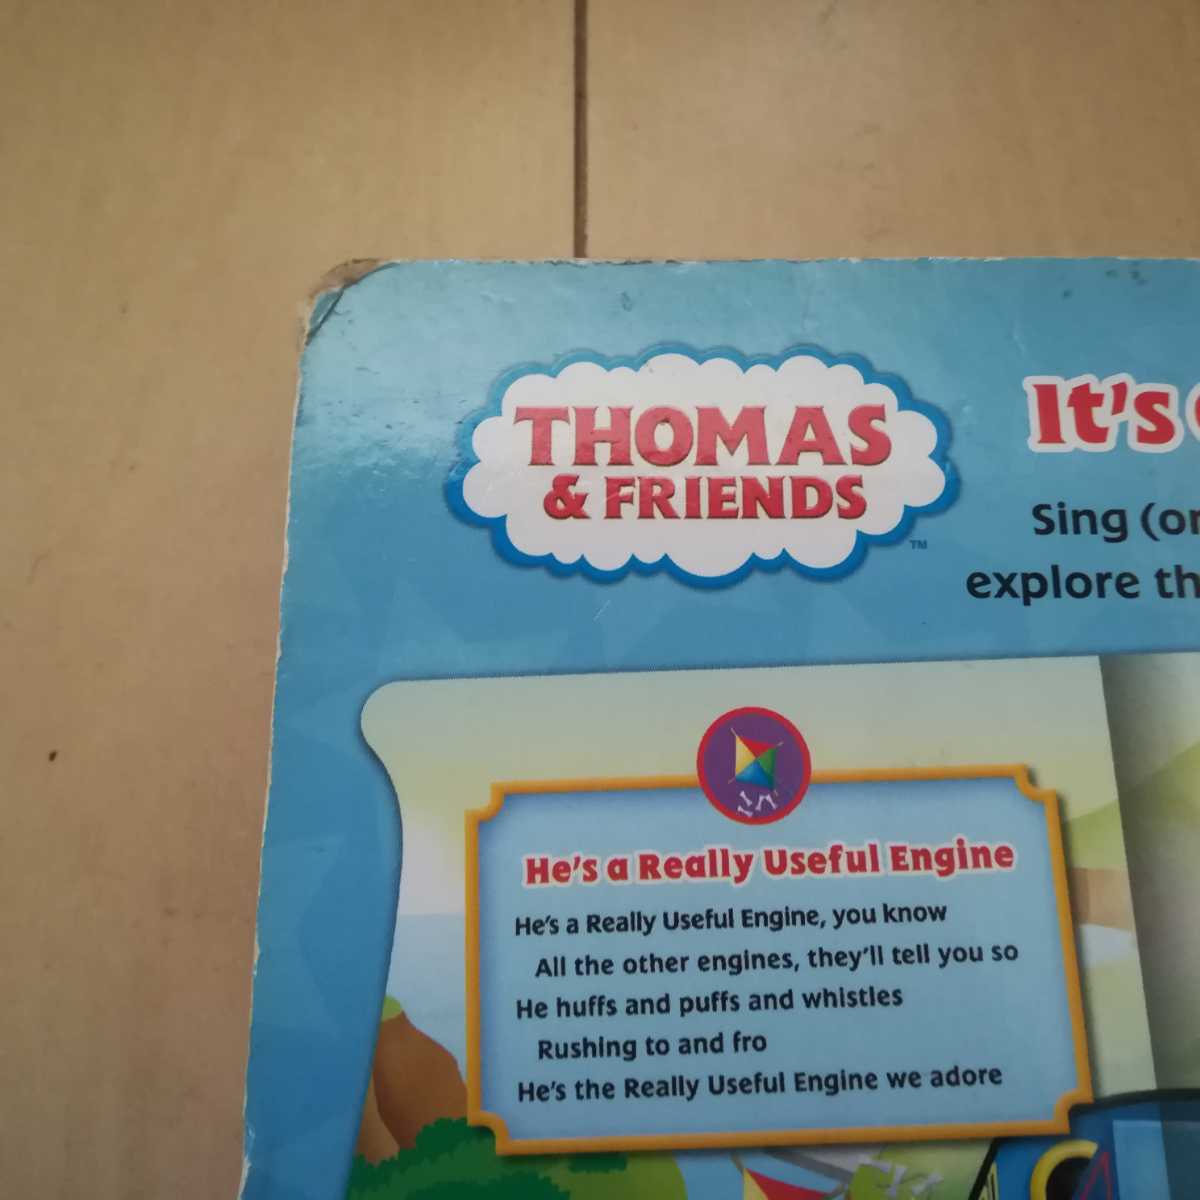 THOMAS
& FRIENDS
™
It's
Sing (or
explore th
He's a Really Useful Engine
He's a Really Useful Engine, you know
All the other engines, they'll tell you so
He huffs and puffs and whistles
Rushing to and fro
He's the Really Useful Engine we adore